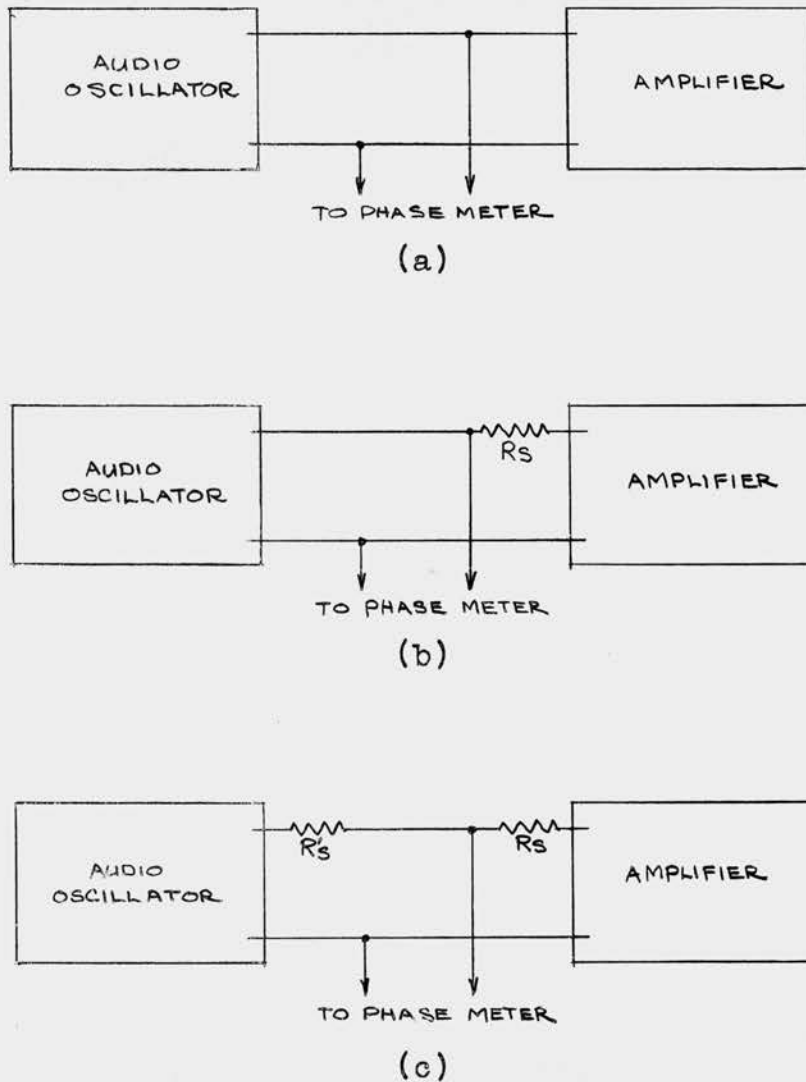 AUDIO
OSCILLATOR
AMPLIFIER
TO PHASE METER
(a)
AUDIO
OSCILLATOR
RS
AMPLIFIER
TO PHASE METER
(b)
AUDIO
OSCILLATOR
R'S
RS
AMPLIFIER
TO PHASE METER
(c)